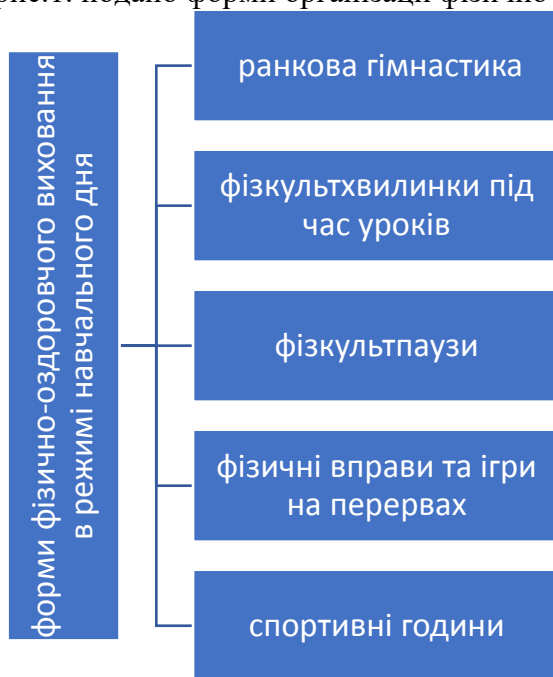 форми фізично-оздоровчого виховання
в режимі навчального дня
ранкова гімнастика
фізкультхвилинки під
час уроків
фізкультпаузи
фізичні вправи та ігри
на перервах
спортивні години